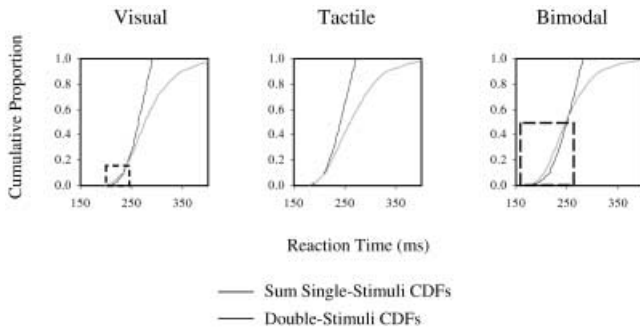 Visual Tactile Bimodal
Cumulative Proportion
1.0 1.0 1.0
0.8 0.8 0.8
0.6 0.6 0.6
0.4 0.4 0.4
0.2 0.2 0.2
0.0 0.0 0.0
150 250 350 150 250 350 150 250 350
Reaction Time (ms)
Sum Single-Stimuli CDFs
Double-Stimuli CDFs